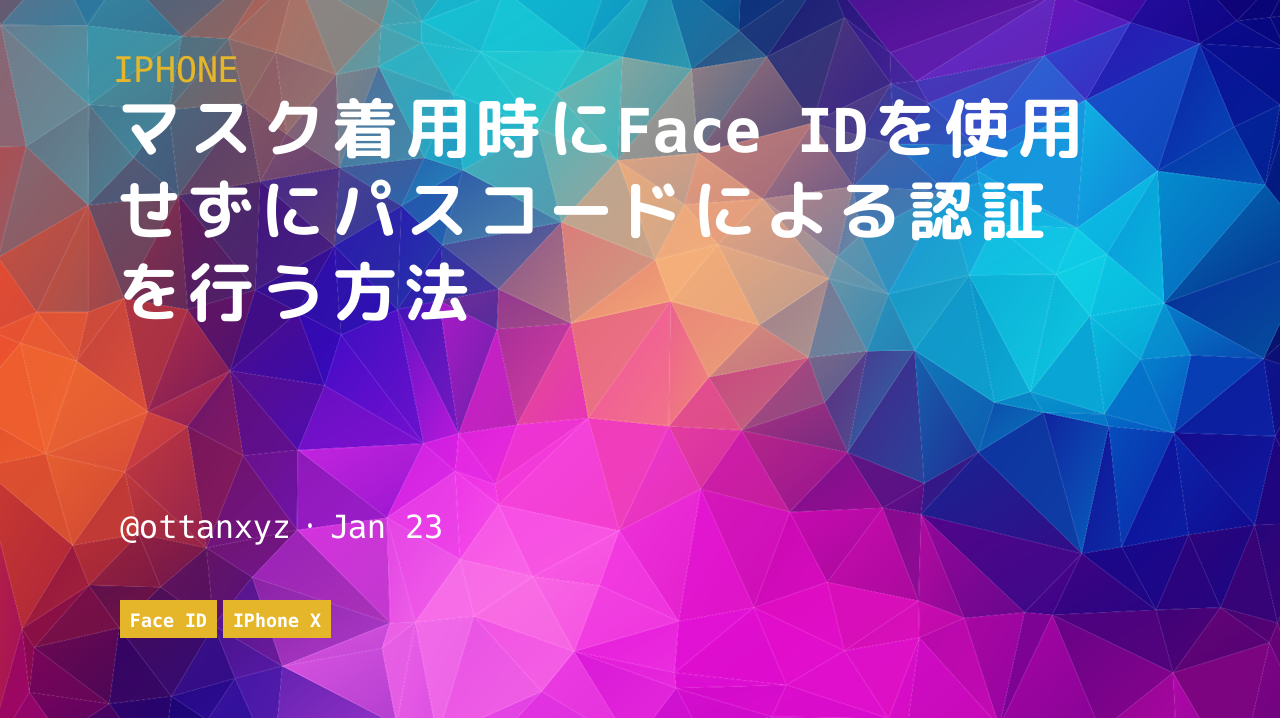 IPHONE
マスク着用時にFace IDを使用
せずにパスコードによる認証
を行う方法
@ottanxyz・Jan 23
Face ID IPhone X